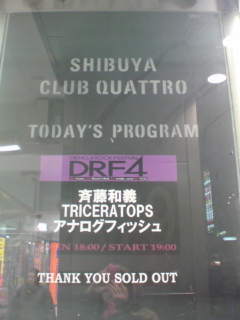 SHIBUYA
CLUB QUATTRO
TODAY'S PROGRAM
DRF4
斉藤和義
TRICERATOPS
アナログフィッシュ
OPEN 18:00 / START 19:00
THANK YOU SOLD OUT